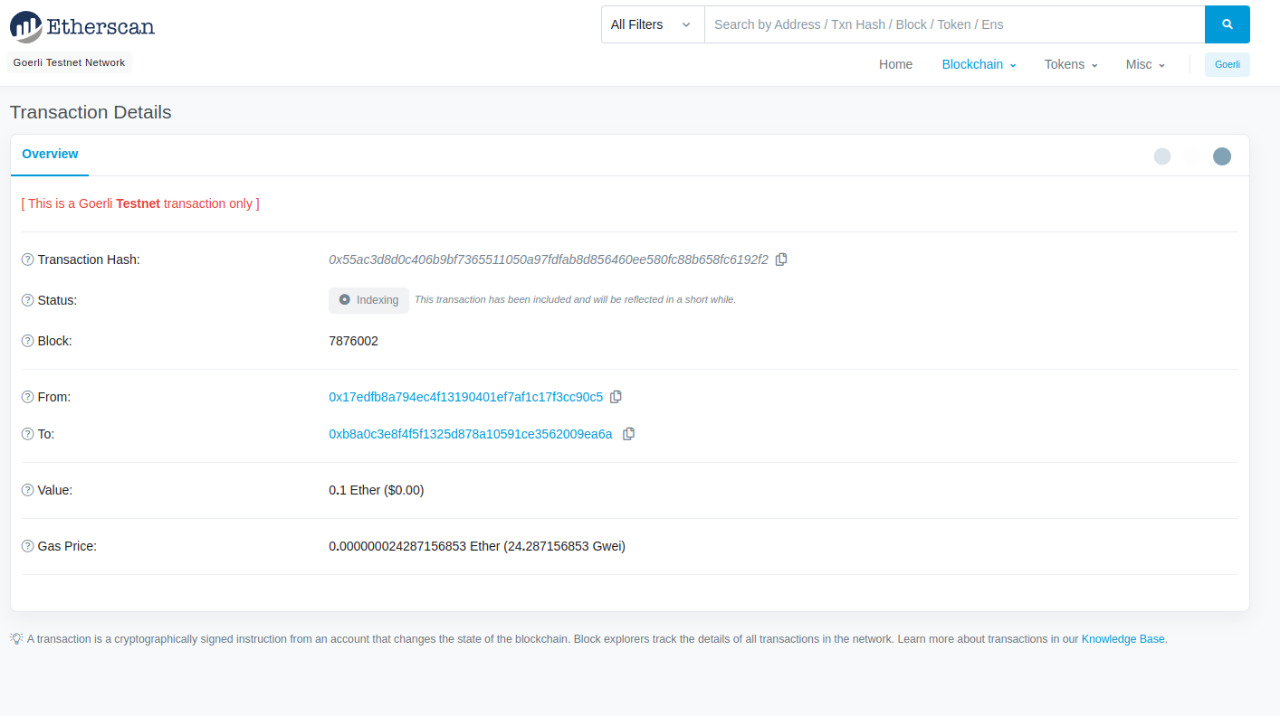 Etherscan
All Filters
Search by Address / Txn Hash / Block / Token / Ens
Goerli Testnet Network
Home Blockchain Tokens Misc Goerli
Transaction Details
Overview
[ This is a Goerli Testnet transaction only ]
Transaction Hash: 0x55ac3d8d0c406b9bf7365511050a97fdfab8d856460ee580fc88b658fc6192f2
Status: Indexing This transaction has been included and will be reflected in a short while.
Block: 7876002
From: 0x17edfb8a794ec4f13190401ef7af1c17f3cc90c5
To: 0xb8a0c3e8f4f5f1325d878a10591ce3562009ea6a
Value: 0.1 Ether ($0.00)
Gas Price: 0.000000024287156853 Ether (24.287156853 Gwei)
A transaction is a cryptographically signed instruction from an account that changes the state of the blockchain. Block explorers track the details of all transactions in the network. Learn more about transactions in our Knowledge Base.